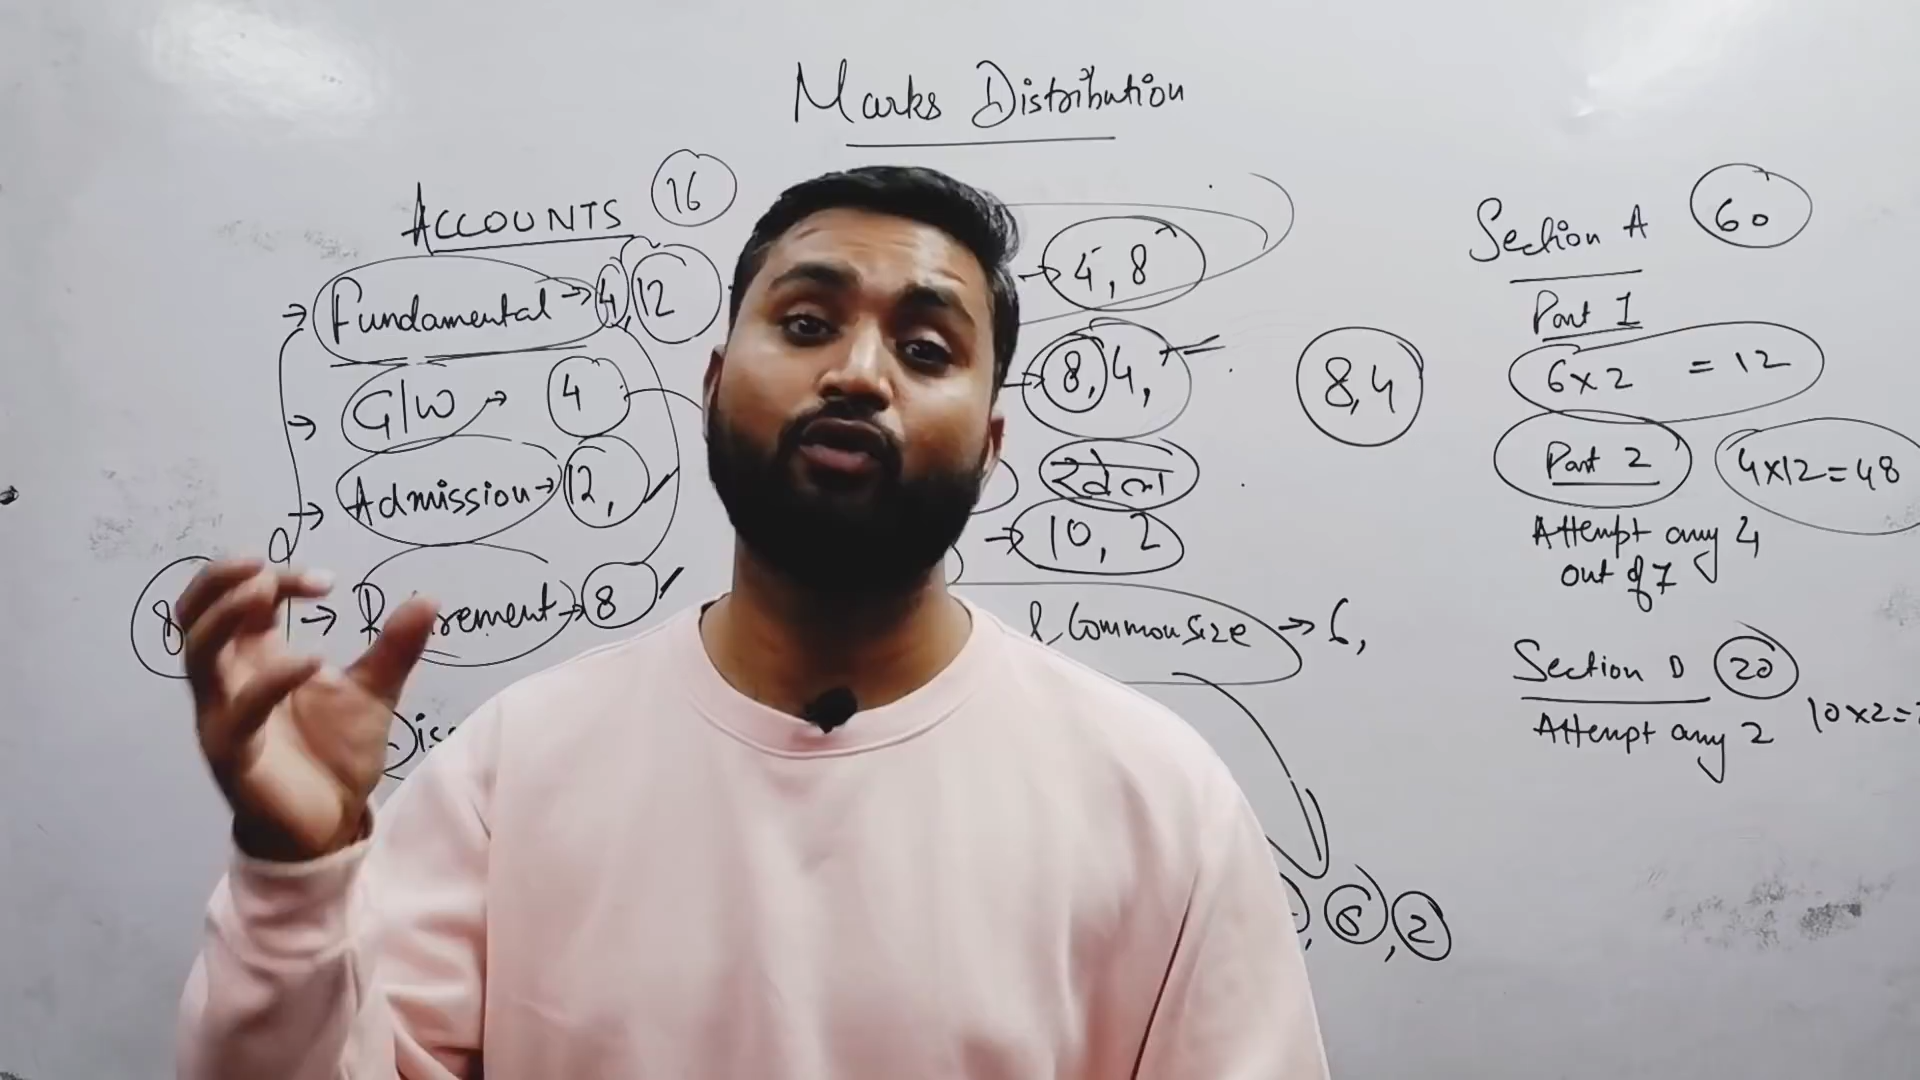 Marks Distribution
ACCOUNTS 16
→ Fundamental → 4, 12
→ G/W → 4
→ Admission → 12,
8 → Retirement → 8
→ 4, 8
→ 8, 4,
8,4
→ 10, 2
& Common Size → 6,
, 6, 2
Section A 60
Part I
6x2 = 12
Part 2 4x12=48
Attempt any 4
out of 7
Section B 20
Attempt any 2 10x2=